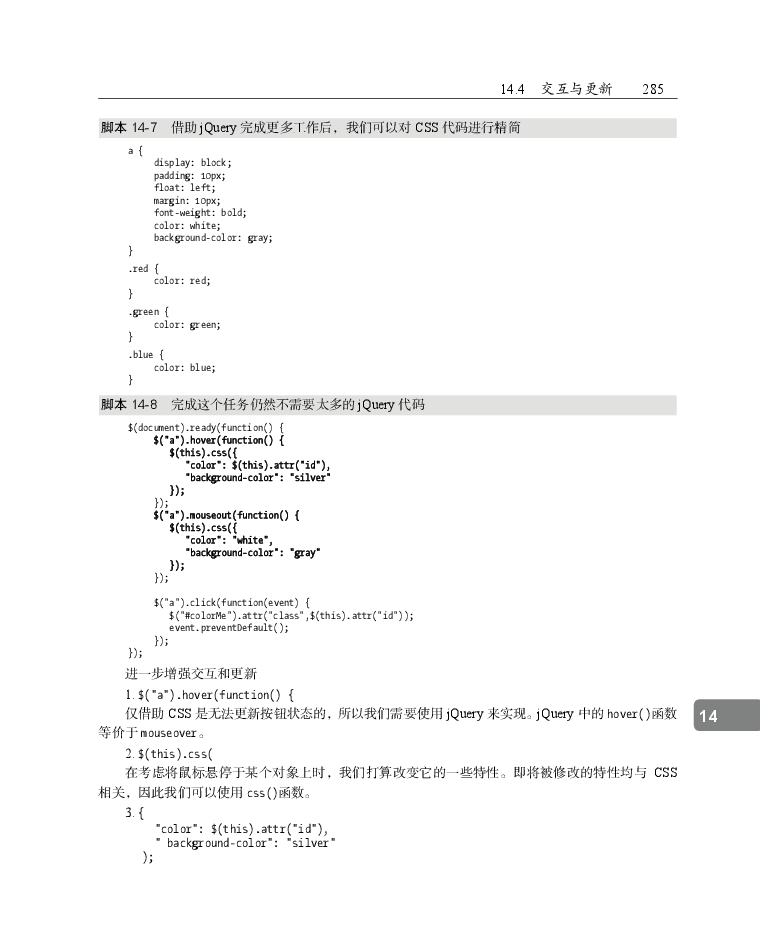 14.4 交互与更新 285
脚本 14-7 借助 jQuery 完成更多工作后，我们可以对 CSS 代码进行精简
a {
display: block;
padding: 10px;
float: left;
margin: 10px;
font-weight: bold;
color: white;
background-color: gray;
}
.red {
color: red;
}
.green {
color: green;
}
.blue {
color: blue;
}
脚本 14-8 完成这个任务仍然不需要太多的 jQuery 代码
$(document).ready(function() {
$("a").hover(function() {
$(this).css({
"color": $(this).attr("id"),
"background-color": "silver"
});
});
$("a").mouseout(function() {
$(this).css({
"color": "white",
"background-color": "gray"
});
});
$("a").click(function(event) {
$("#colorMe").attr("class",$(this).attr("id"));
event.preventDefault();
});
});
进一步增强交互和更新
1. $("a").hover(function() {
仅借助 CSS 是无法更新按钮状态的，所以我们需要使用 jQuery 来实现。jQuery 中的 hover()函数
等价于 mouseover。
14
2. $(this).css(
在考虑将鼠标悬停于某个对象上时，我们打算改变它的一些特性。即将被修改的特性均与 CSS
相关，因此我们可以使用 css()函数。
3. {
"color": $(this).attr("id"),
" background-color": "silver"
);